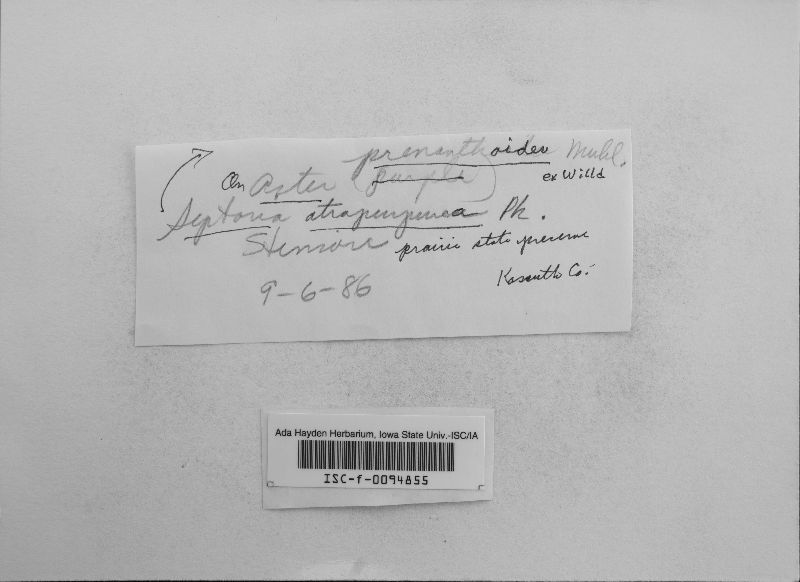 prenanthoides Muhl.
On Aster (purple) ex Willd
Septoria atropurpurea Pk.
Stinson prairie state preserve
9-6-86 Kossuth Co.
Ada Hayden Herbarium, Iowa State Univ.-ISC/IA
ISC-f-0094855